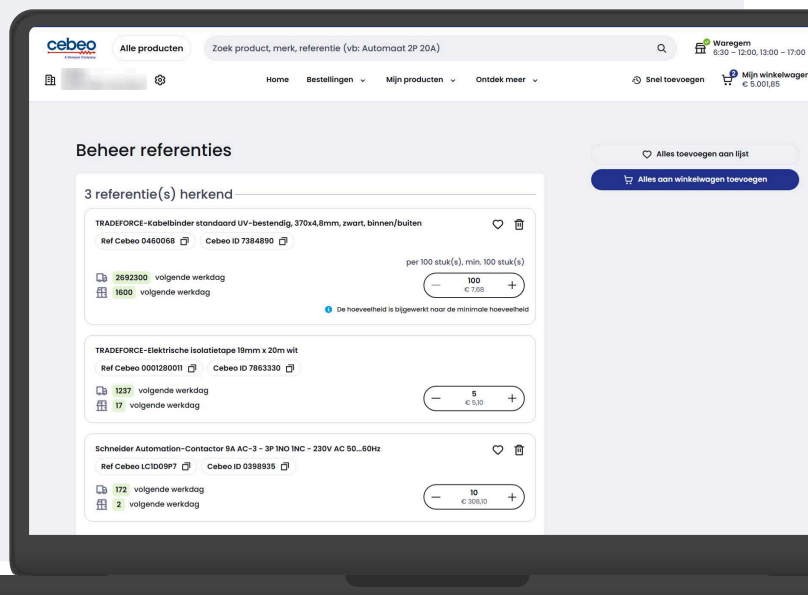 cebeo
A Sonepar Company
Alle producten
Zoek product, merk, referentie (vb: Automaat 2P 20A)
Waregem
6:30 – 12:00, 13:00 – 17:00
Home
Bestellingen
Mijn producten
Ontdek meer
Snel toevoegen
2
Mijn winkelwagen
€ 5.001,85
Beheer referenties
Alles toevoegen aan lijst
Alles aan winkelwagen toevoegen
3 referentie(s) herkend
TRADEFORCE-Kabelbinder standaard UV-bestendig, 370x4,8mm, zwart, binnen/buiten
Ref Cebeo 0460068 Cebeo ID 7384890
per 100 stuk(s), min. 100 stuk(s)
2692300 volgende werkdag
1600 volgende werkdag
— 100 +
€ 7,68
De hoeveelheid is bijgewerkt naar de minimale hoeveelheid
TRADEFORCE-Elektrische isolatietape 19mm x 20m wit
Ref Cebeo 0001280011 Cebeo ID 7863330
1237 volgende werkdag
17 volgende werkdag
— 5 +
€ 5,10
Schneider Automation-Contactor 9A AC-3 - 3P 1NO 1NC - 230V AC 50...60Hz
Ref Cebeo LC1D09P7 Cebeo ID 0398935
172 volgende werkdag
2 volgende werkdag
— 10 +
€ 308,10